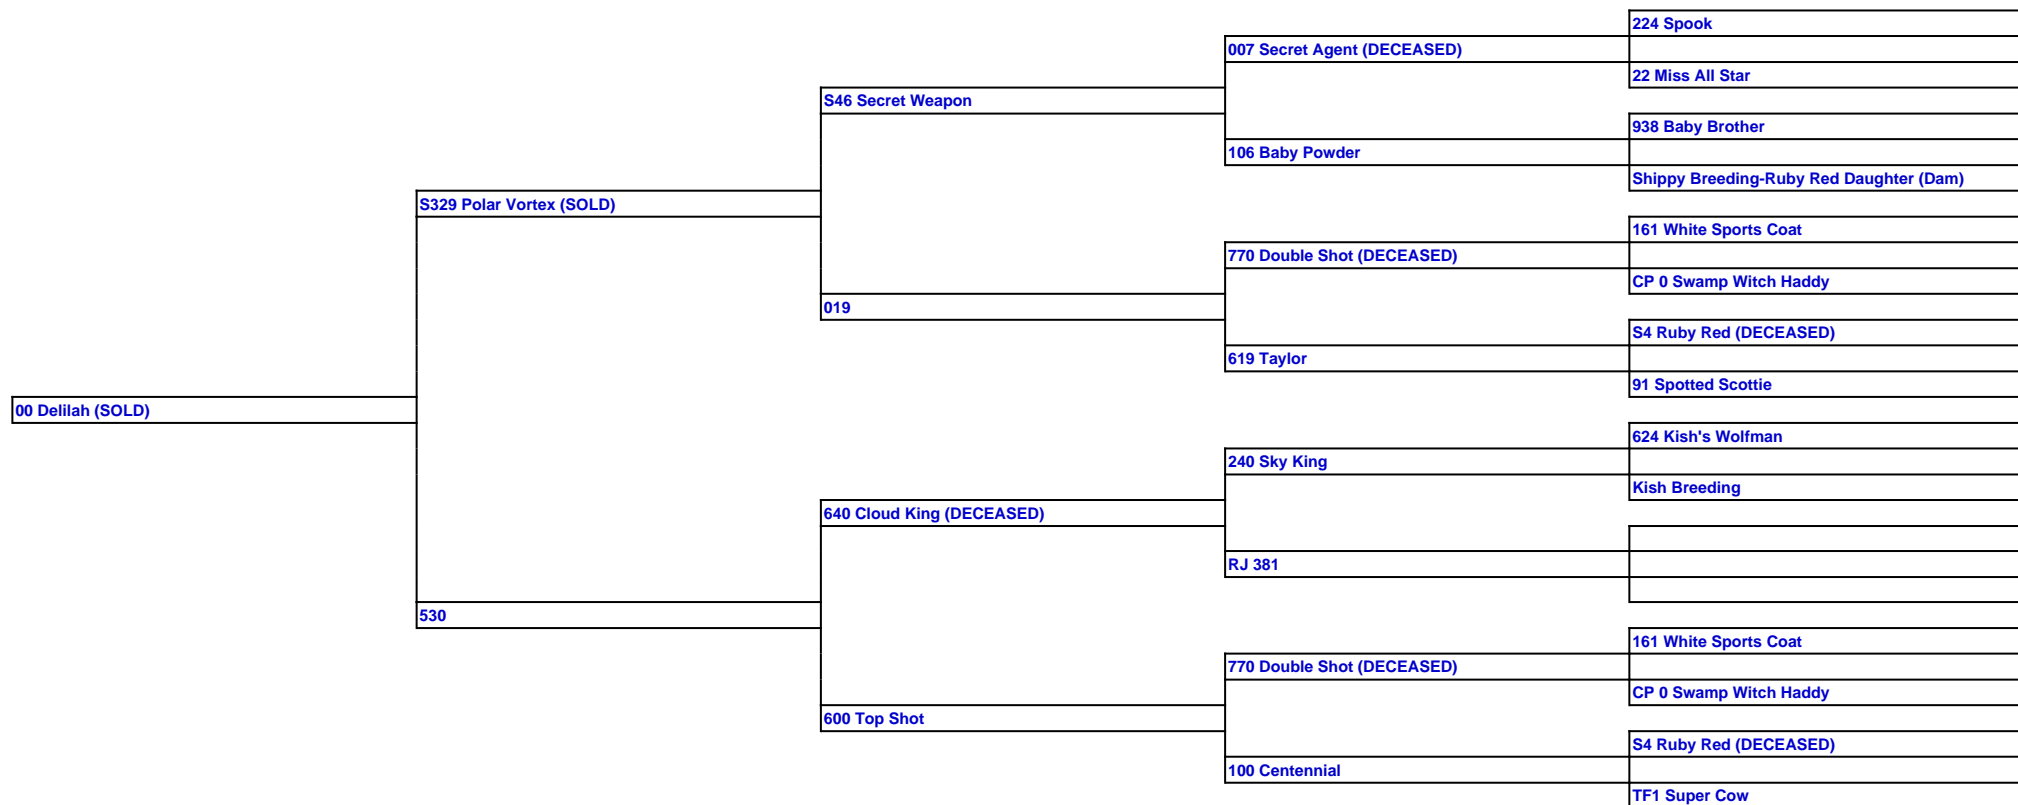 224 Spook
007 Secret Agent (DECEASED)
22 Miss All Star
S46 Secret Weapon
938 Baby Brother
106 Baby Powder
Shippy Breeding-Ruby Red Daughter (Dam)
S329 Polar Vortex (SOLD)
161 White Sports Coat
770 Double Shot (DECEASED)
CP 0 Swamp Witch Haddy
019
S4 Ruby Red (DECEASED)
619 Taylor
91 Spotted Scottie
00 Delilah (SOLD)
624 Kish's Wolfman
240 Sky King
Kish Breeding
640 Cloud King (DECEASED)
RJ 381
530
161 White Sports Coat
770 Double Shot (DECEASED)
CP 0 Swamp Witch Haddy
600 Top Shot
S4 Ruby Red (DECEASED)
100 Centennial
TF1 Super Cow